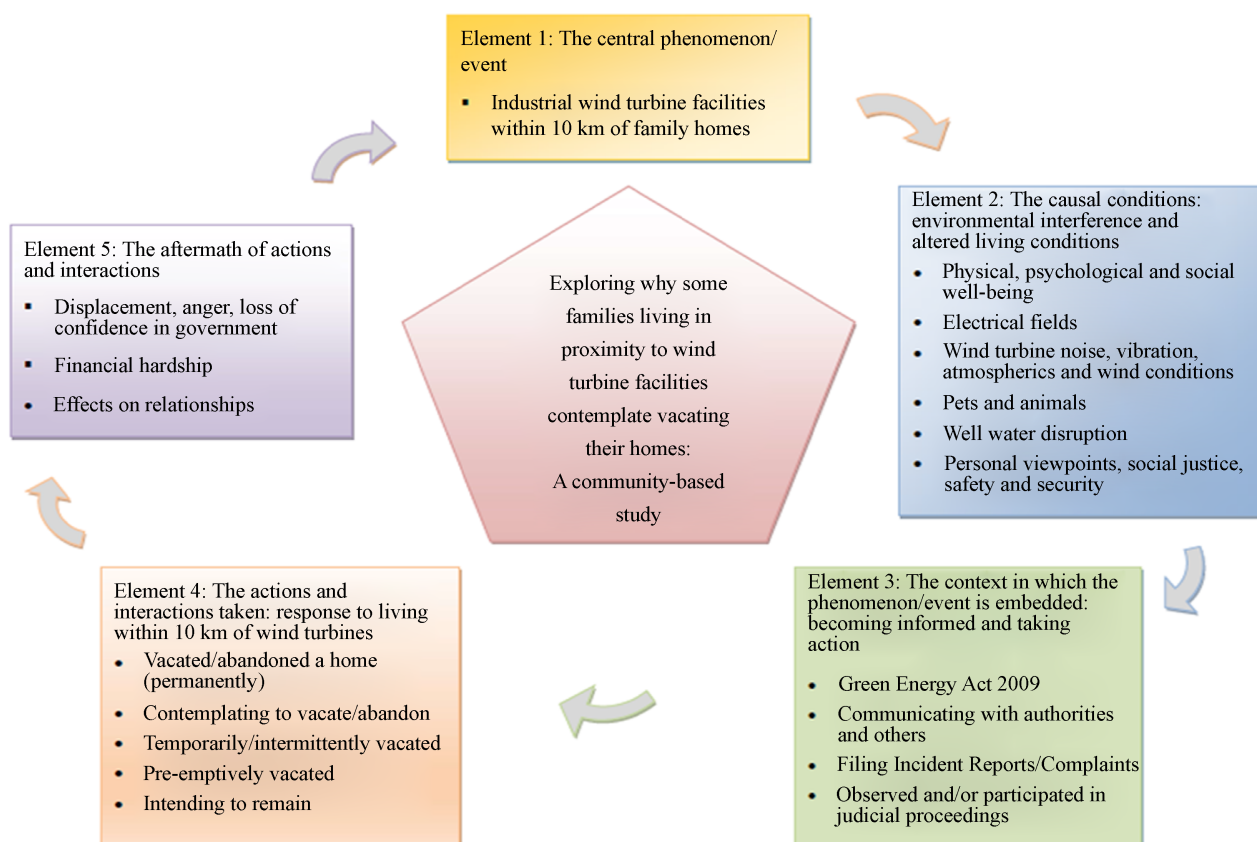 Element 1: The central phenomenon/
event
▪ Industrial wind turbine facilities
within 10 km of family homes
Element 2: The causal conditions:
environmental interference and
altered living conditions
• Physical, psychological and social
well-being
• Electrical fields
• Wind turbine noise, vibration,
atmospherics and wind conditions
• Pets and animals
• Well water disruption
• Personal viewpoints, social justice,
safety and security
Element 3: The context in which the
phenomenon/event is embedded:
becoming informed and taking
action
• Green Energy Act 2009
• Communicating with authorities
and others
• Filing Incident Reports/Complaints
• Observed and/or participated in
judicial proceedings
Element 4: The actions and
interactions taken: response to living
within 10 km of wind turbines
• Vacated/abandoned a home
(permanently)
• Contemplating to vacate/abandon
• Temporarily/intermittently vacated
• Pre-emptively vacated
• Intending to remain
Element 5: The aftermath of actions
and interactions
▪ Displacement, anger, loss of
confidence in government
▪ Financial hardship
• Effects on relationships
Exploring why some
families living in
proximity to wind
turbine facilities
contemplate vacating
their homes:
A community-based
study